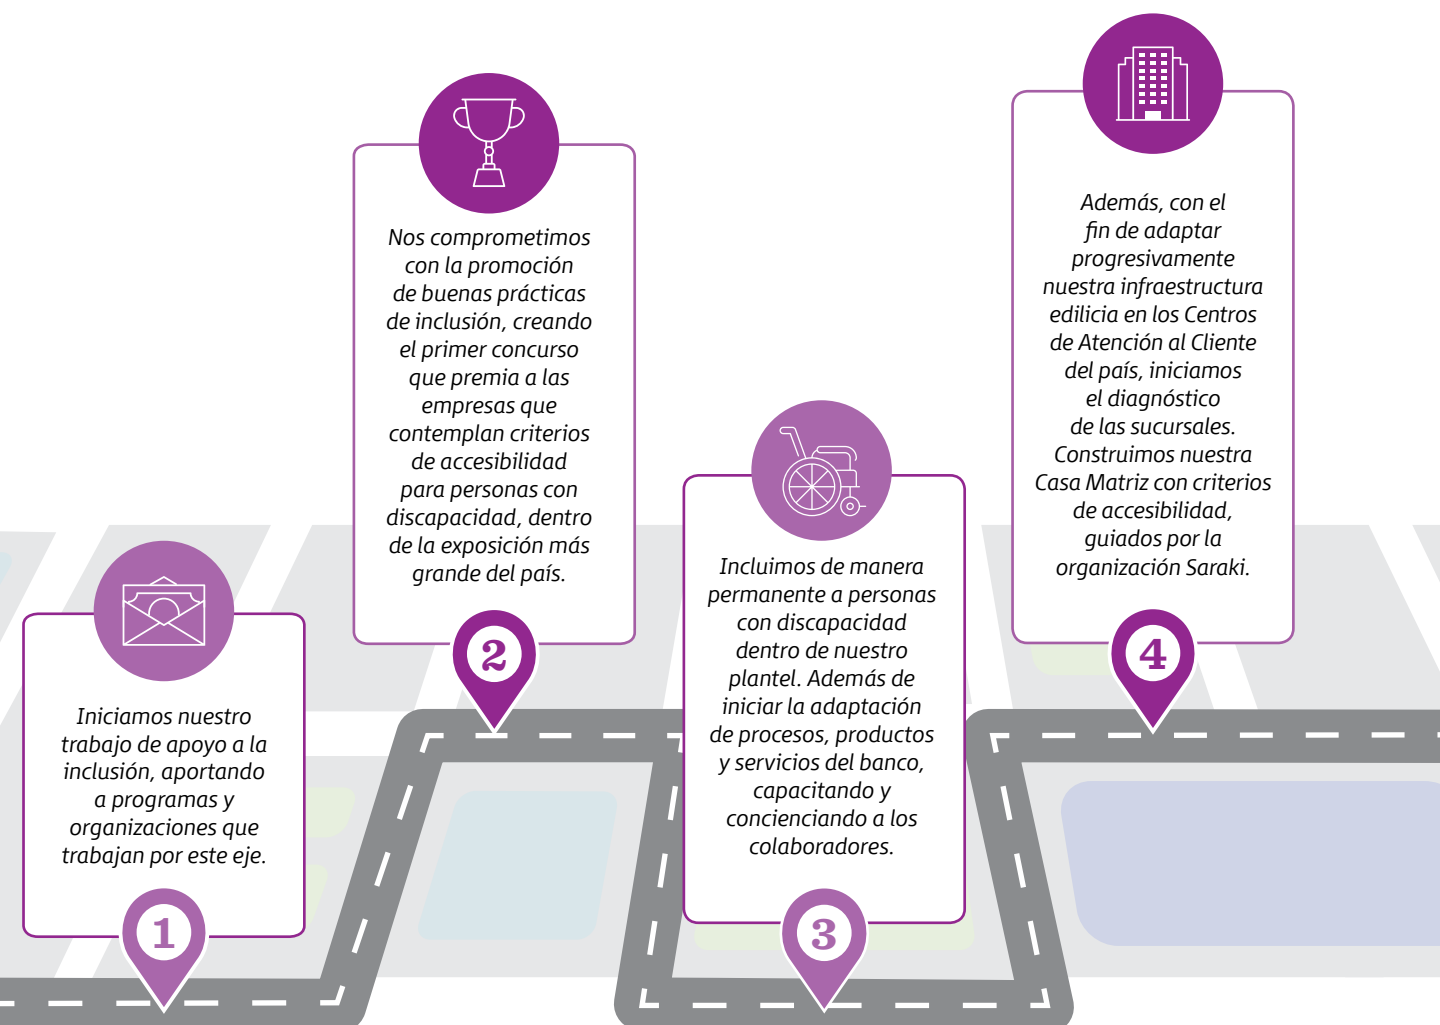 Iniciamos nuestro
trabajo de apoyo a la
inclusión, aportando
a programas y
organizaciones que
trabajan por este eje.
1
Nos comprometimos
con la promoción
de buenas prácticas
de inclusión, creando
el primer concurso
que premia a las
empresas que
contemplan criterios
de accesibilidad
para personas con
discapacidad, dentro
de la exposición más
grande del país.
2
Incluimos de manera
permanente a personas
con discapacidad
dentro de nuestro
plantel. Además de
iniciar la adaptación
de procesos, productos
y servicios del banco,
capacitando y
concienciando a los
colaboradores.
3
Además, con el
fin de adaptar
progresivamente
nuestra infraestructura
edilicia en los Centros
de Atención al Cliente
del país, iniciamos
el diagnóstico
de las sucursales.
Construimos nuestra
Casa Matriz con criterios
de accesibilidad,
guiados por la
organización Saraki.
4